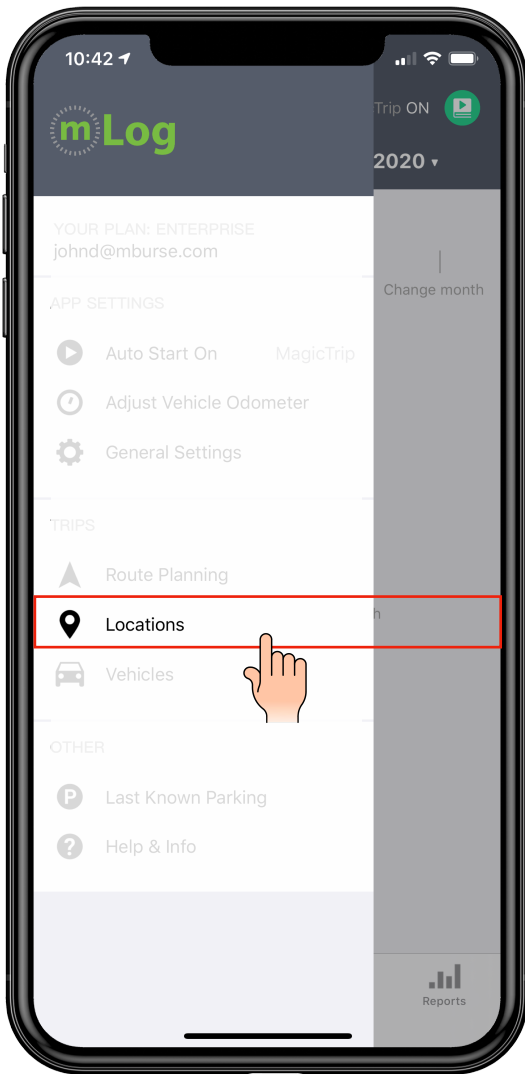 10:42
m Log
Trip ON
2020 ▾
YOUR PLAN: ENTERPRISE
johnd@mburse.com
Change month
APP SETTINGS
Auto Start On MagicTrip
Adjust Vehicle Odometer
General Settings
TRIPS
Route Planning
h
Locations
Vehicles
OTHER
P Last Known Parking
? Help & Info
Reports